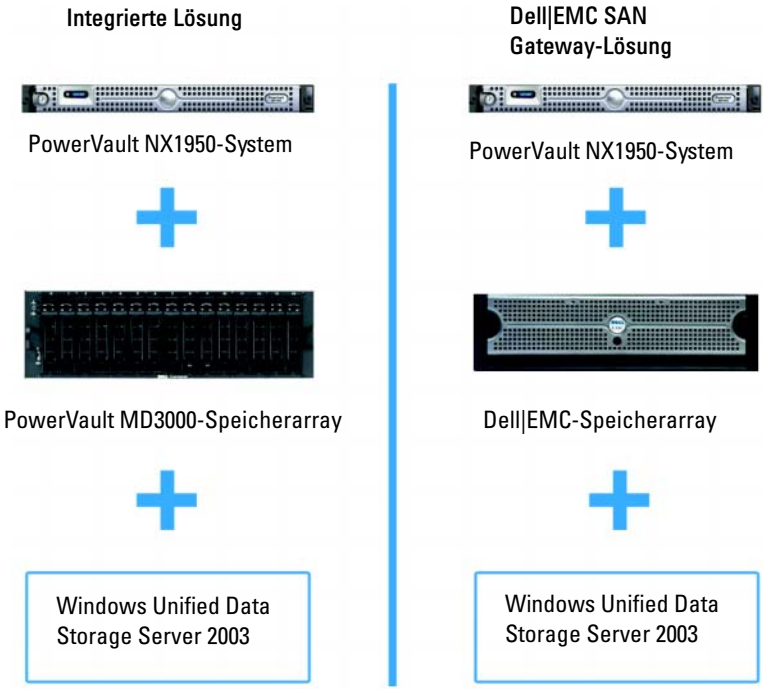 Integrierte Lösung
PowerVault NX1950-System
PowerVault MD3000-Speicherarray
Windows Unified Data
Storage Server 2003
Dell|EMC SAN
Gateway-Lösung
PowerVault NX1950-System
Dell|EMC-Speicherarray
Windows Unified Data
Storage Server 2003